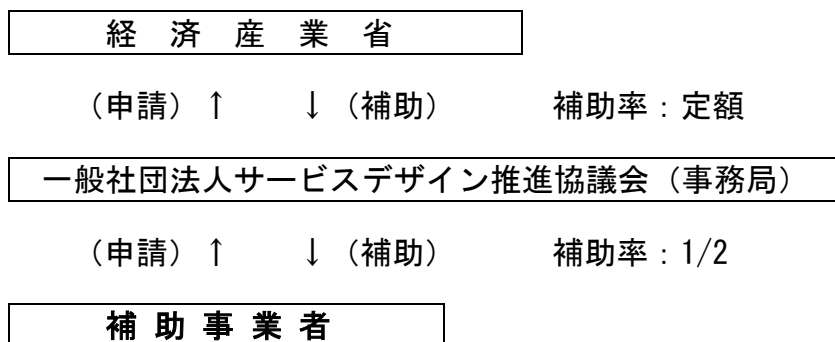 経 済 産 業 省
（申請）↑ ↓（補助） 補助率：定額
一般社団法人サービスデザイン推進協議会（事務局）
（申請）↑ ↓（補助） 補助率：1/2
補 助 事 業 者